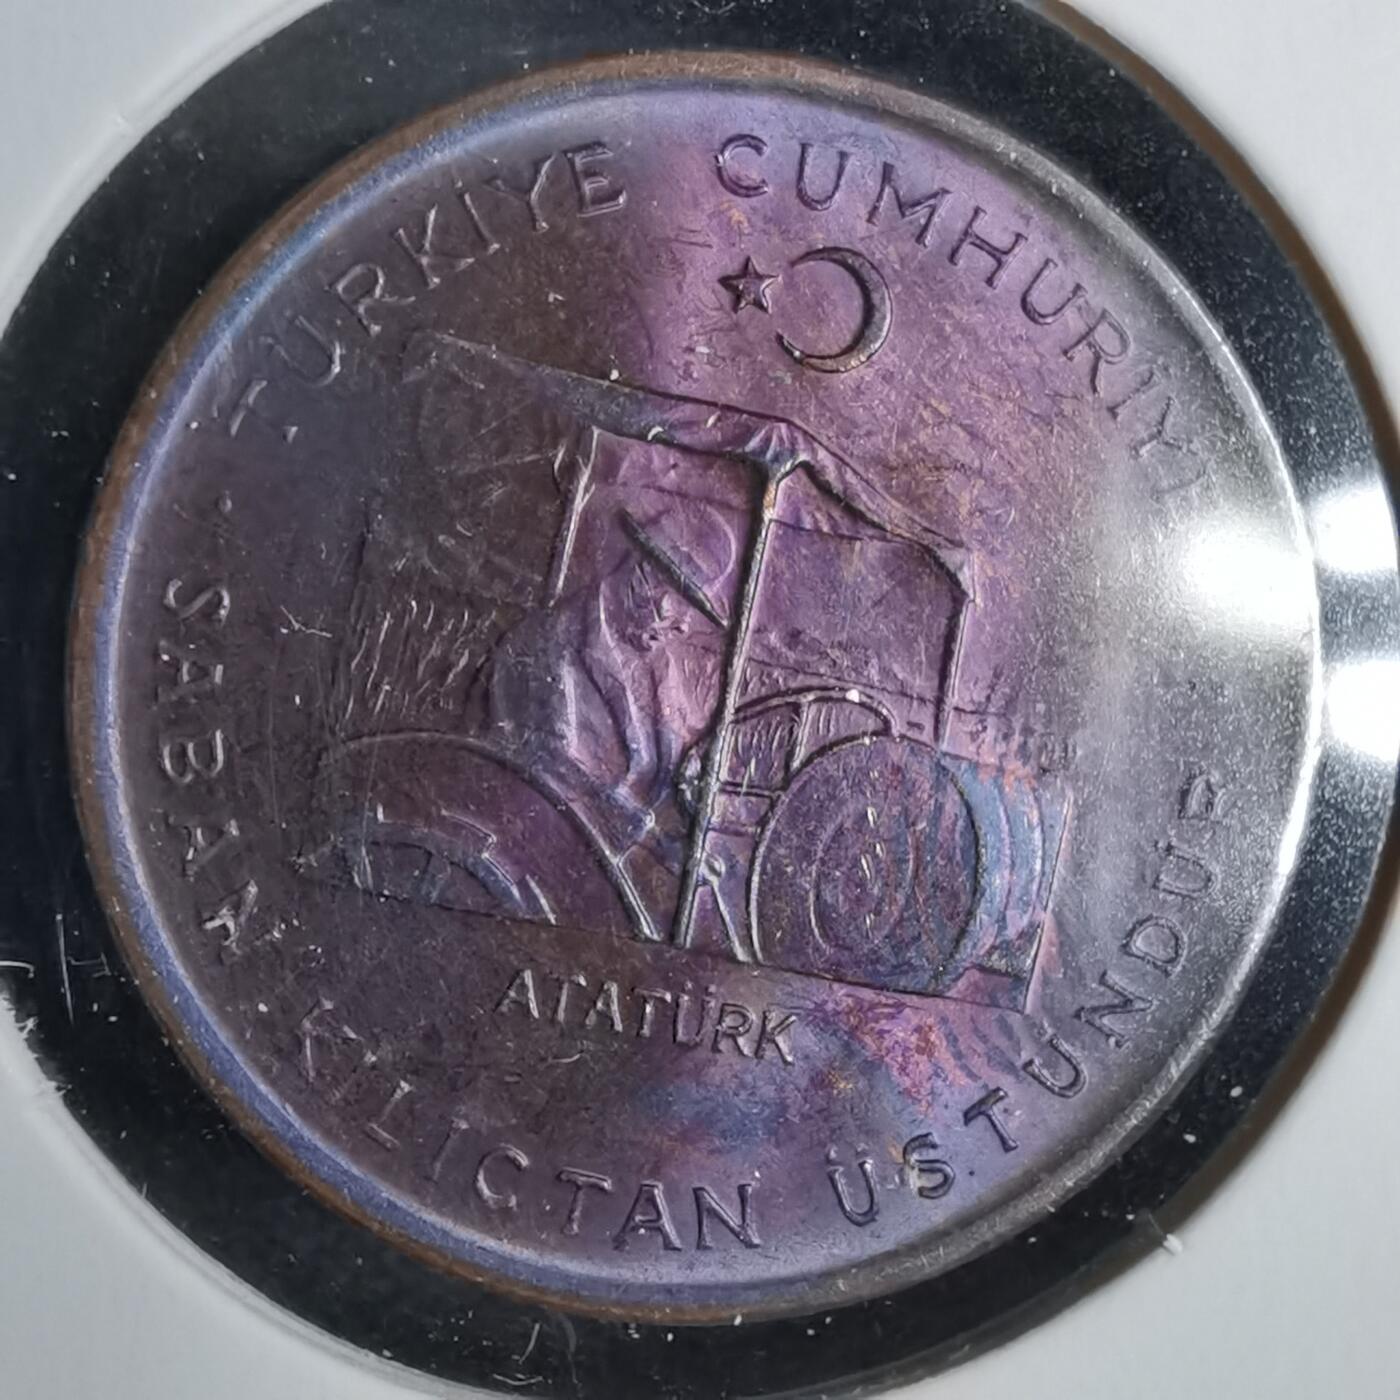 TÜRKİYE CUMHURİYETİ
ATATÜRK
SABAN KILIÇTAN ÜSTÜNDÜR